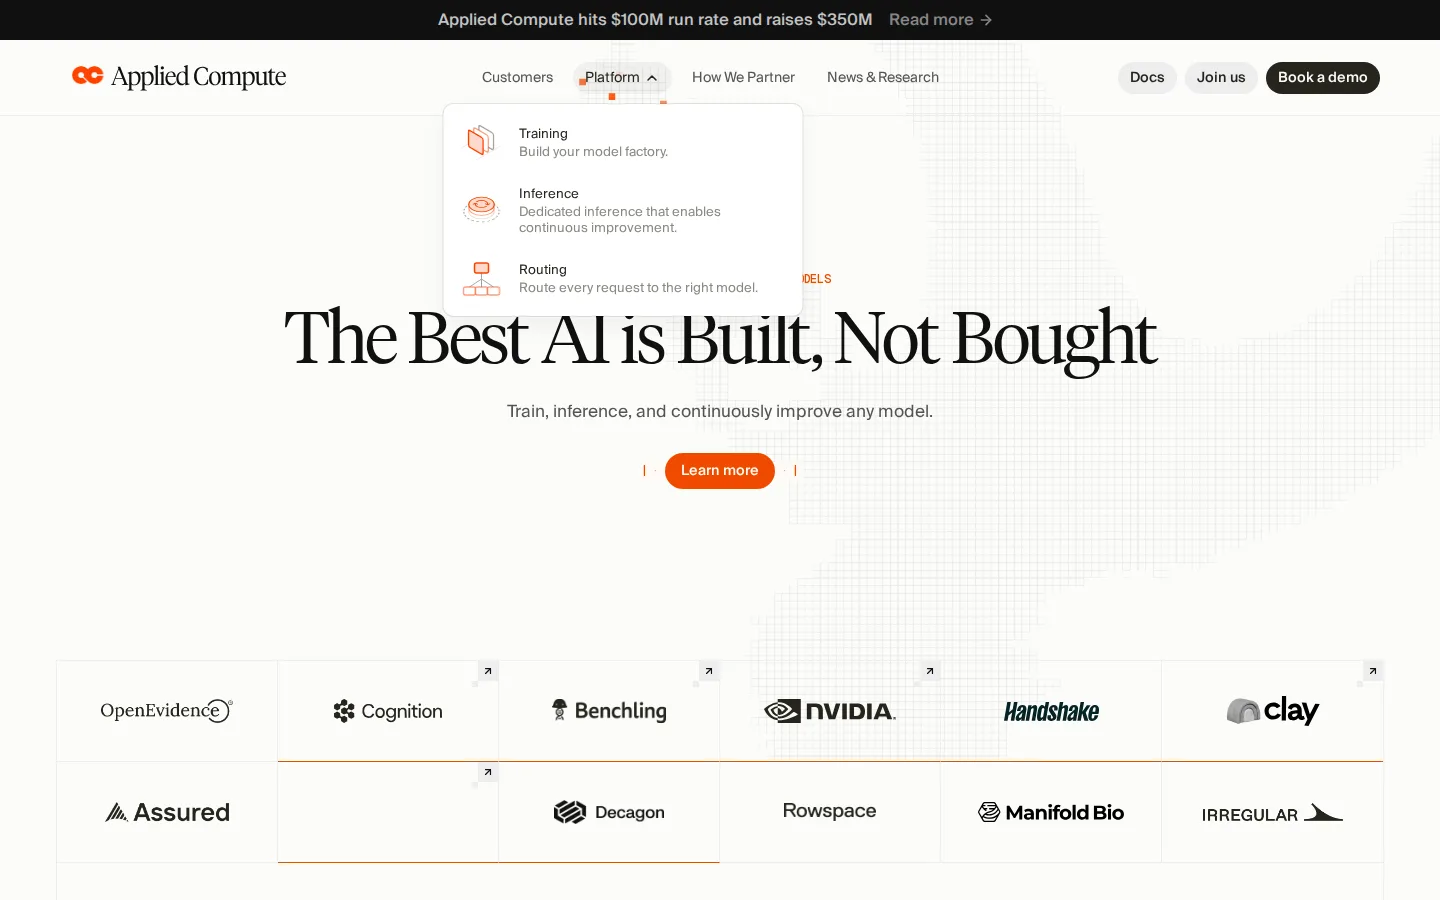 Applied Compute hits $100M run rate and raises $350M Read more →
Applied Compute
Customers
Platform
How We Partner
News & Research
Docs
Join us
Book a demo
Training
Build your model factory.
Inference
Dedicated inference that enables
continuous improvement.
Routing
Route every request to the right model.
The Best AI is Built, Not Bought
Train, inference, and continuously improve any model.
Learn more
OpenEvidence®
Cognition
Benchling
NVIDIA.
Handshake
clay
Assured
Decagon
Rowspace
Manifold Bio
IRREGULAR